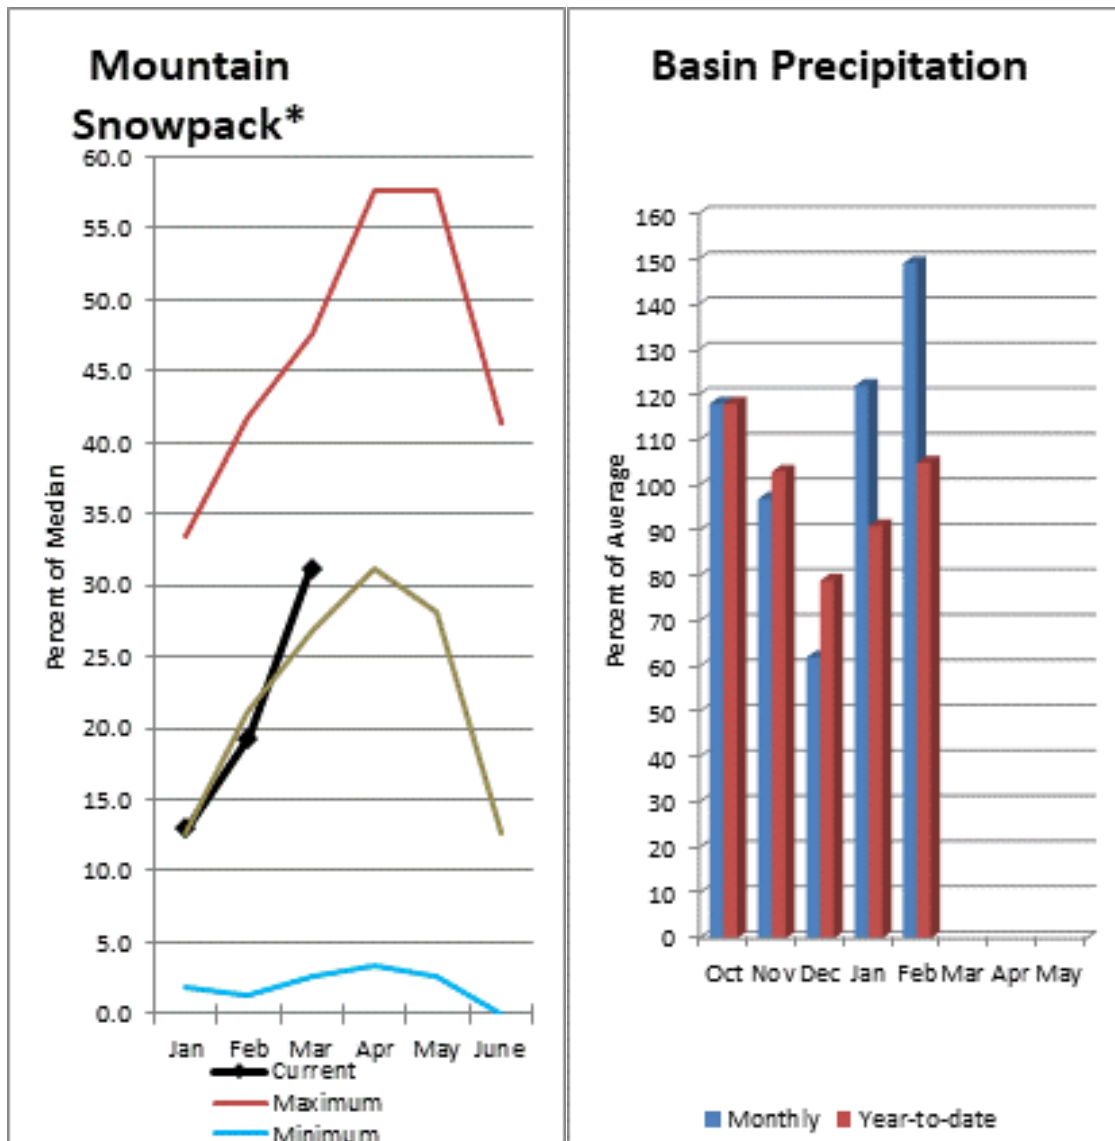 Mountain
Snowpack*
60.0
55.0
50.0
45.0
40.0
35.0
30.0
25.0
20.0
15.0
10.0
5.0
0.0
Percent of Median
Jan Feb Mar Apr May June
Current
Maximum
Minimum
Basin Precipitation
160
150
140
130
120
110
100
90
80
70
60
50
40
30
20
10
0
Percent of Average
Oct Nov Dec Jan Feb Mar Apr May
Monthly Year-to-date